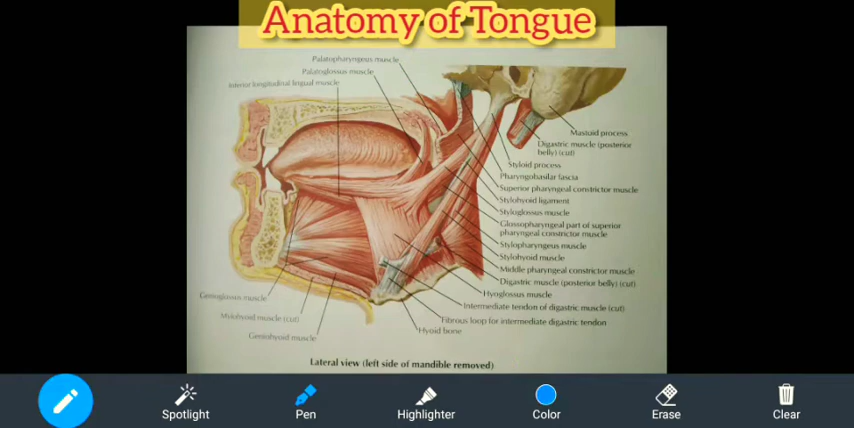 Anatomy of Tongue
Palatopharyngeus muscle
Palatoglossus muscle
Inferior longitudinal lingual muscle
Mastoid process
Digastric muscle (posterior
belly) (cut)
Styloid process
Pharyngobasilar fascia
Superior pharyngeal constrictor muscle
Stylohyoid ligament
Styloglossus muscle
Glossopharyngeal part of superior
pharyngeal constrictor muscle
Stylopharyngeus muscle
Stylohyoid muscle
Middle pharyngeal constrictor muscle
Digastric muscle (posterior belly) (cut)
Hyoglossus muscle
Intermediate tendon of digastric muscle (cut)
Fibrous loop for intermediate digastric tendon
Hyoid bone
Genioglossus muscle
Mylohyoid muscle (cut)
Geniohyoid muscle
Lateral view (left side of mandible removed)
Spotlight
Pen
Highlighter
Color
Erase
Clear